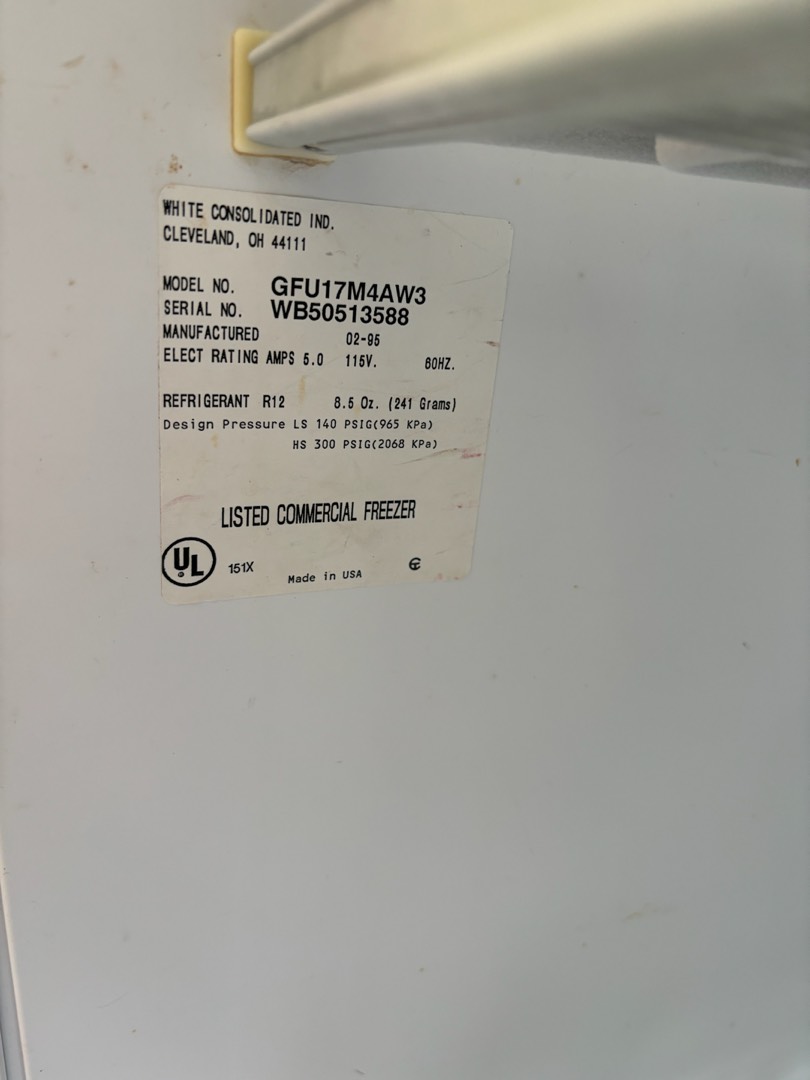 WHITE CONSOLIDATED IND.
CLEVELAND, OH 44111
MODEL NO. GFU17M4AW3
SERIAL NO. WB50513588
MANUFACTURED 02-95
ELECT RATING AMPS 5.0 115V. 60HZ.
REFRIGERANT R12 8.5 Oz. (241 Grams)
Design Pressure LS 140 PSIG(965 KPa)
HS 300 PSIG(2068 KPa)
LISTED COMMERCIAL FREEZER
UL 151X
Made in USA